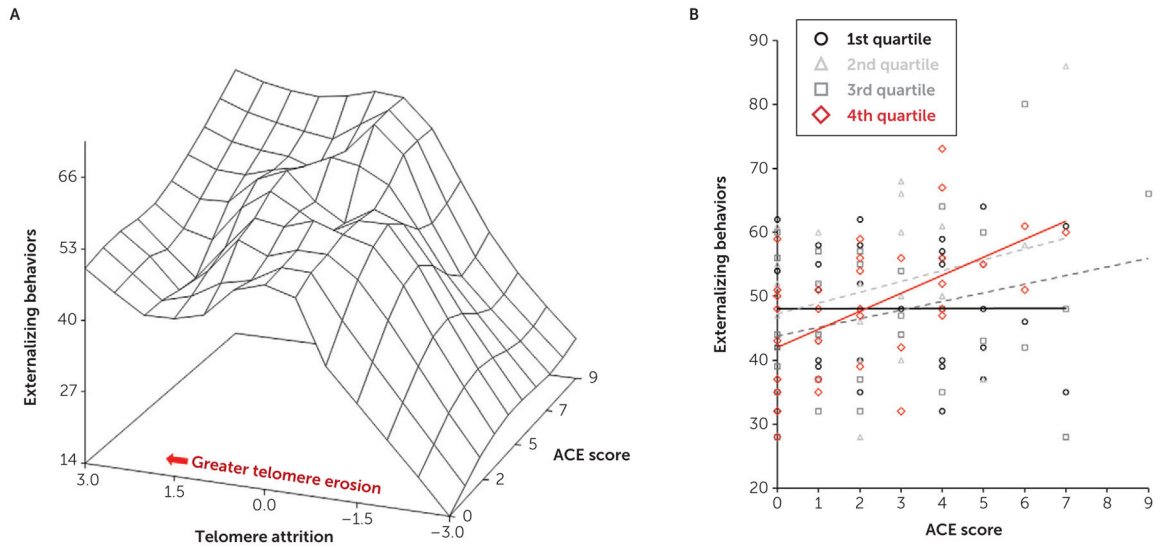 A
Externalizing behaviors
66
53
40
27
14
3.0
1.5
0.0
−1.5
−3.0
Telomere attrition
Greater telomere erosion
0
2
5
7
9
ACE score
B
1st quartile
2nd quartile
3rd quartile
4th quartile
Externalizing behaviors
90
80
70
60
50
40
30
20
0 1 2 3 4 5 6 7 8 9
ACE score